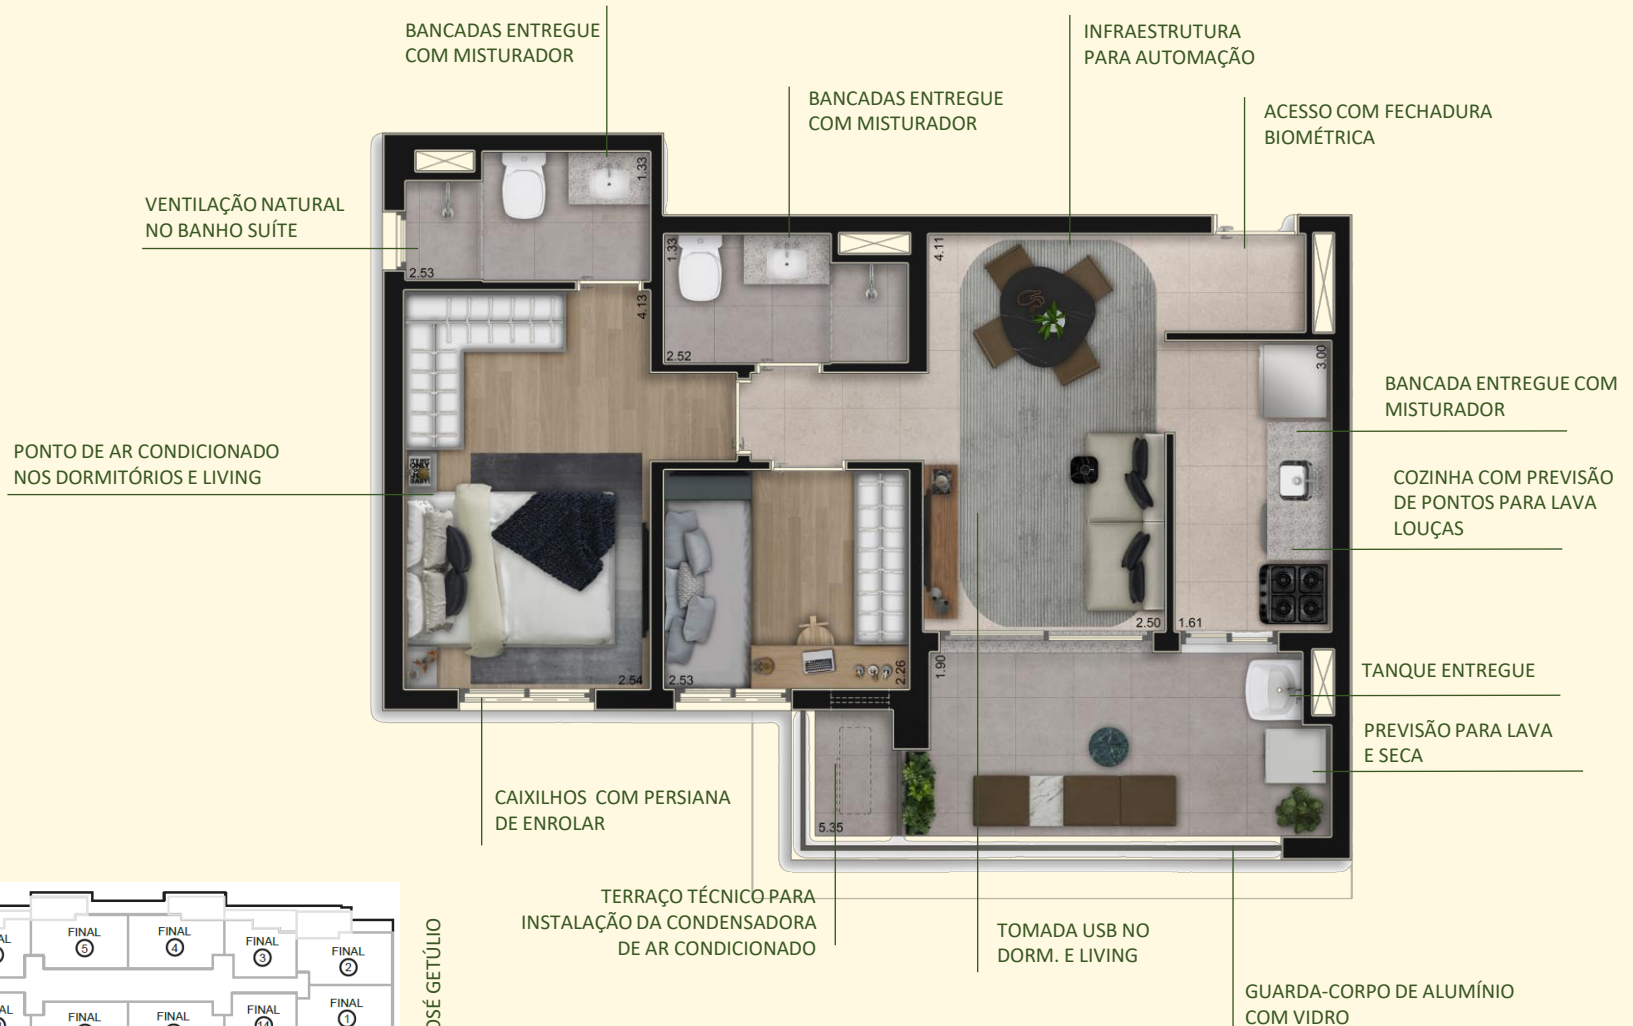 BANCADAS ENTREGUE
COM MISTURADOR
INFRAESTRUTURA
PARA AUTOMAÇÃO
BANCADAS ENTREGUE
COM MISTURADOR
ACESSO COM FECHADURA
BIOMÉTRICA
VENTILAÇÃO NATURAL
NO BANHO SUÍTE
1.33
2.53
4.13
1.33
2.52
4.11
3.00
BANCADA ENTREGUE COM
MISTURADOR
PONTO DE AR CONDICIONADO
NOS DORMITÓRIOS E LIVING
COZINHA COM PREVISÃO
DE PONTOS PARA LAVA
LOUÇAS
2.54
2.53
2.26
2.50
1.61
1.90
TANQUE ENTREGUE
PREVISÃO PARA LAVA
E SECA
5.35
CAIXILHOS COM PERSIANA
DE ENROLAR
TERRAÇO TÉCNICO PARA
INSTALAÇÃO DA CONDENSADORA
DE AR CONDICIONADO
TOMADA USB NO
DORM. E LIVING
GUARDA-CORPO DE ALUMÍNIO
COM VIDRO
FINAL
5
FINAL
4
FINAL
3
FINAL
2
FINAL
FINAL
FINAL
14
FINAL
1
OSÉ GETÚLIO